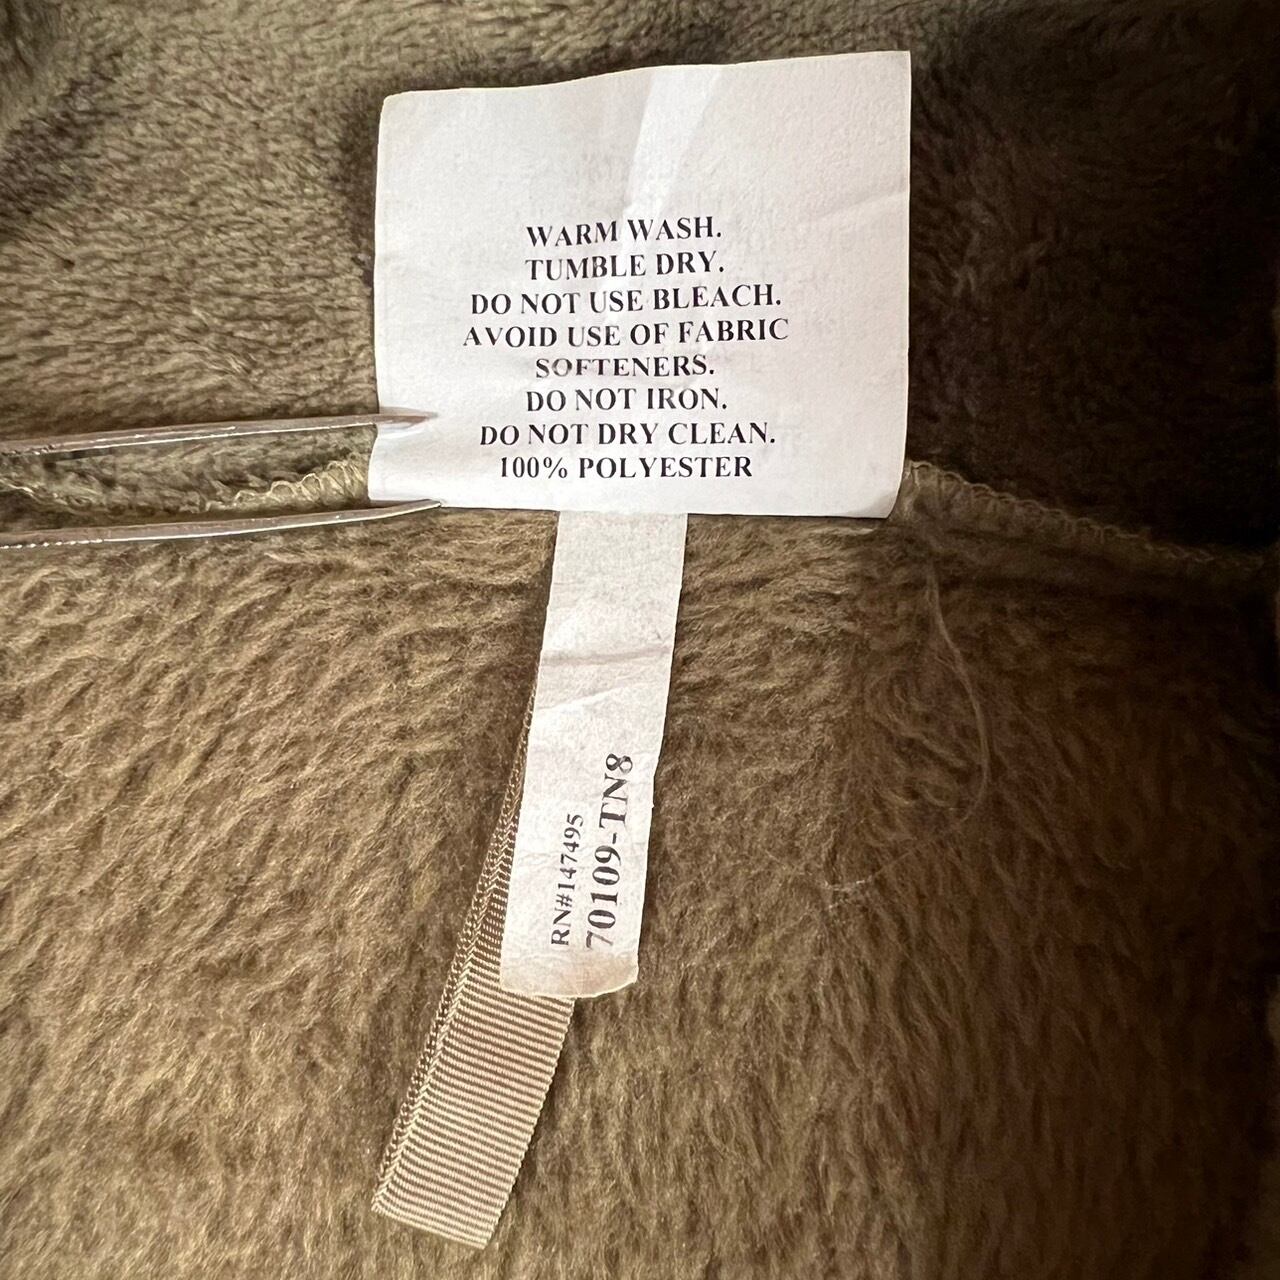 WARM WASH.
TUMBLE DRY.
DO NOT USE BLEACH.
AVOID USE OF FABRIC
SOFTENERS.
DO NOT IRON.
DO NOT DRY CLEAN.
100% POLYESTER
RN#147495
70109-TN8